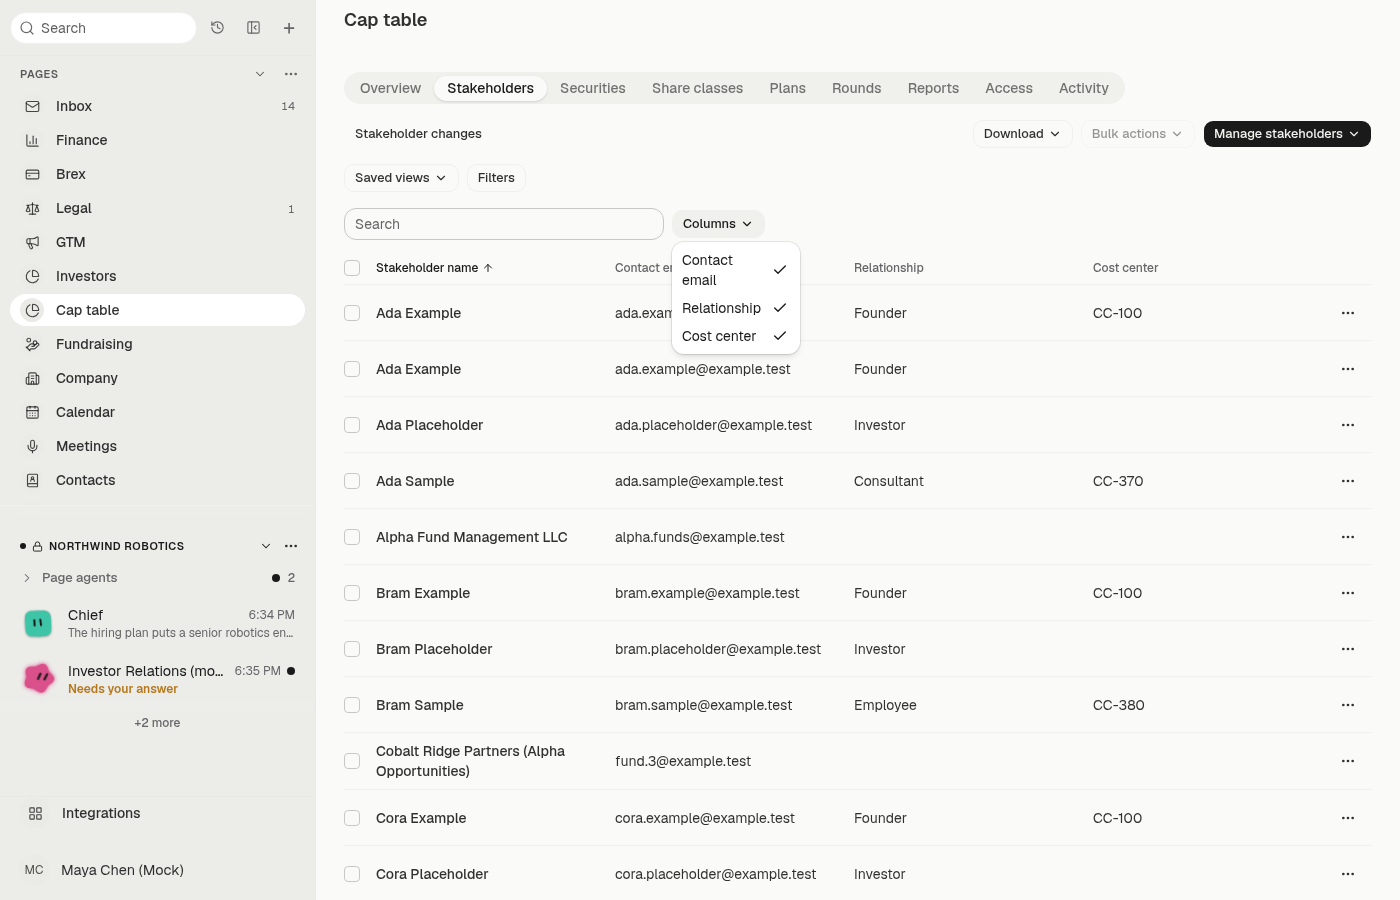 Search
PAGES
Inbox 14
Finance
Brex
Legal 1
GTM
Investors
Cap table
Fundraising
Company
Calendar
Meetings
Contacts
NORTHWIND ROBOTICS
Page agents 2
Chief 6:34 PM
The hiring plan puts a senior robotics en...
Investor Relations (mo... 6:35 PM
Needs your answer
+2 more
Integrations
MC Maya Chen (Mock)
Cap table
Overview Stakeholders Securities Share classes Plans Rounds Reports Access Activity
Stakeholder changes Download Bulk actions Manage stakeholders
Saved views Filters
Search Columns
Contact
email
Relationship
Cost center
Stakeholder name Contact Relationship Cost center
Ada Example ada.exam Founder CC-100
Ada Example ada.example@example.test Founder
Ada Placeholder ada.placeholder@example.test Investor
Ada Sample ada.sample@example.test Consultant CC-370
Alpha Fund Management LLC alpha.funds@example.test
Bram Example bram.example@example.test Founder CC-100
Bram Placeholder bram.placeholder@example.test Investor
Bram Sample bram.sample@example.test Employee CC-380
Cobalt Ridge Partners (Alpha
Opportunities) fund.3@example.test
Cora Example cora.example@example.test Founder CC-100
Cora Placeholder cora.placeholder@example.test Investor